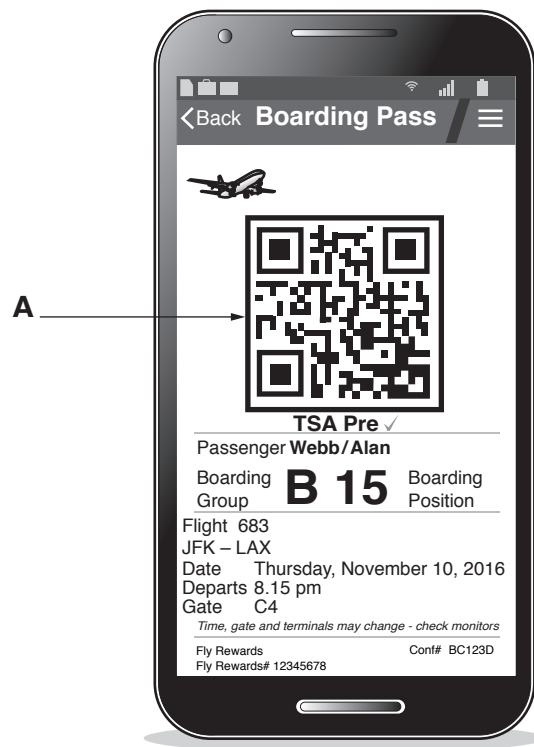 Back Boarding Pass
A
TSA Pre ✓
Passenger Webb/Alan
Boarding Group B 15 Boarding Position
Flight 683
JFK – LAX
Date Thursday, November 10, 2016
Departs 8.15 pm
Gate C4
Time, gate and terminals may change - check monitors
Fly Rewards Conf# BC123D
Fly Rewards# 12345678